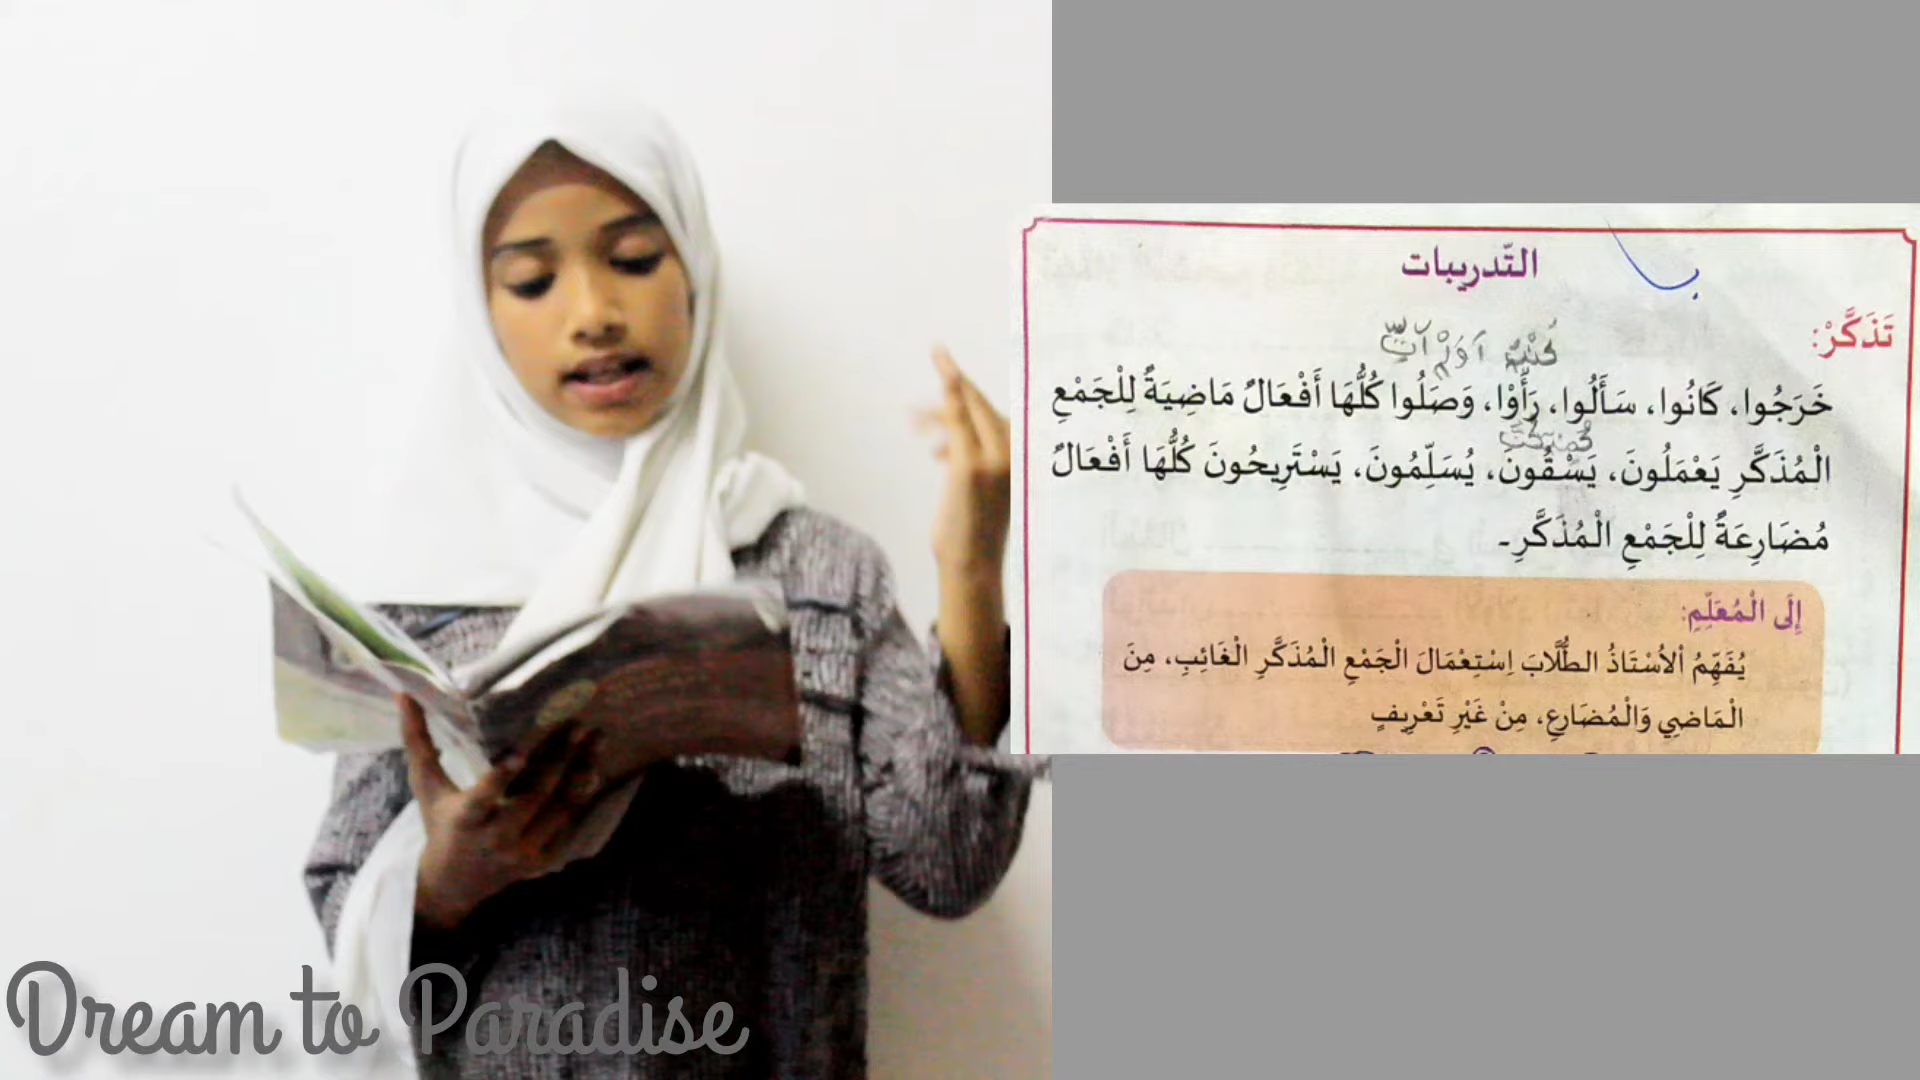 التّدريبات
تَذَكَّرْ:
خَرَجُوا، كَانُوا، سَأَلُوا، رَأَوْا، وَصَلُوا كُلُّهَا أَفْعَالٌ مَاضِيَةٌ لِلْجَمْعِ
الْمُذَكَّرِ يَعْمَلُونَ، يَسْقُونَ، يُسَلِّمُونَ، يَسْتَرِيحُونَ كُلُّهَا أَفْعَالٌ
مُضَارِعَةٌ لِلْجَمْعِ الْمُذَكَّرِ۔
إِلَى الْمُعَلِّمِ:
يُفَهِّمُ اْلأُسْتَاذُ الطُّلَّابَ اِسْتِعْمَالَ الْجَمْعِ الْمُذَكَّرِ الْغَائِبِ، مِنَ
الْمَاضِي وَالْمُضَارِعِ، مِنْ غَيْرِ تَعْرِيفٍ
Dream to Paradise